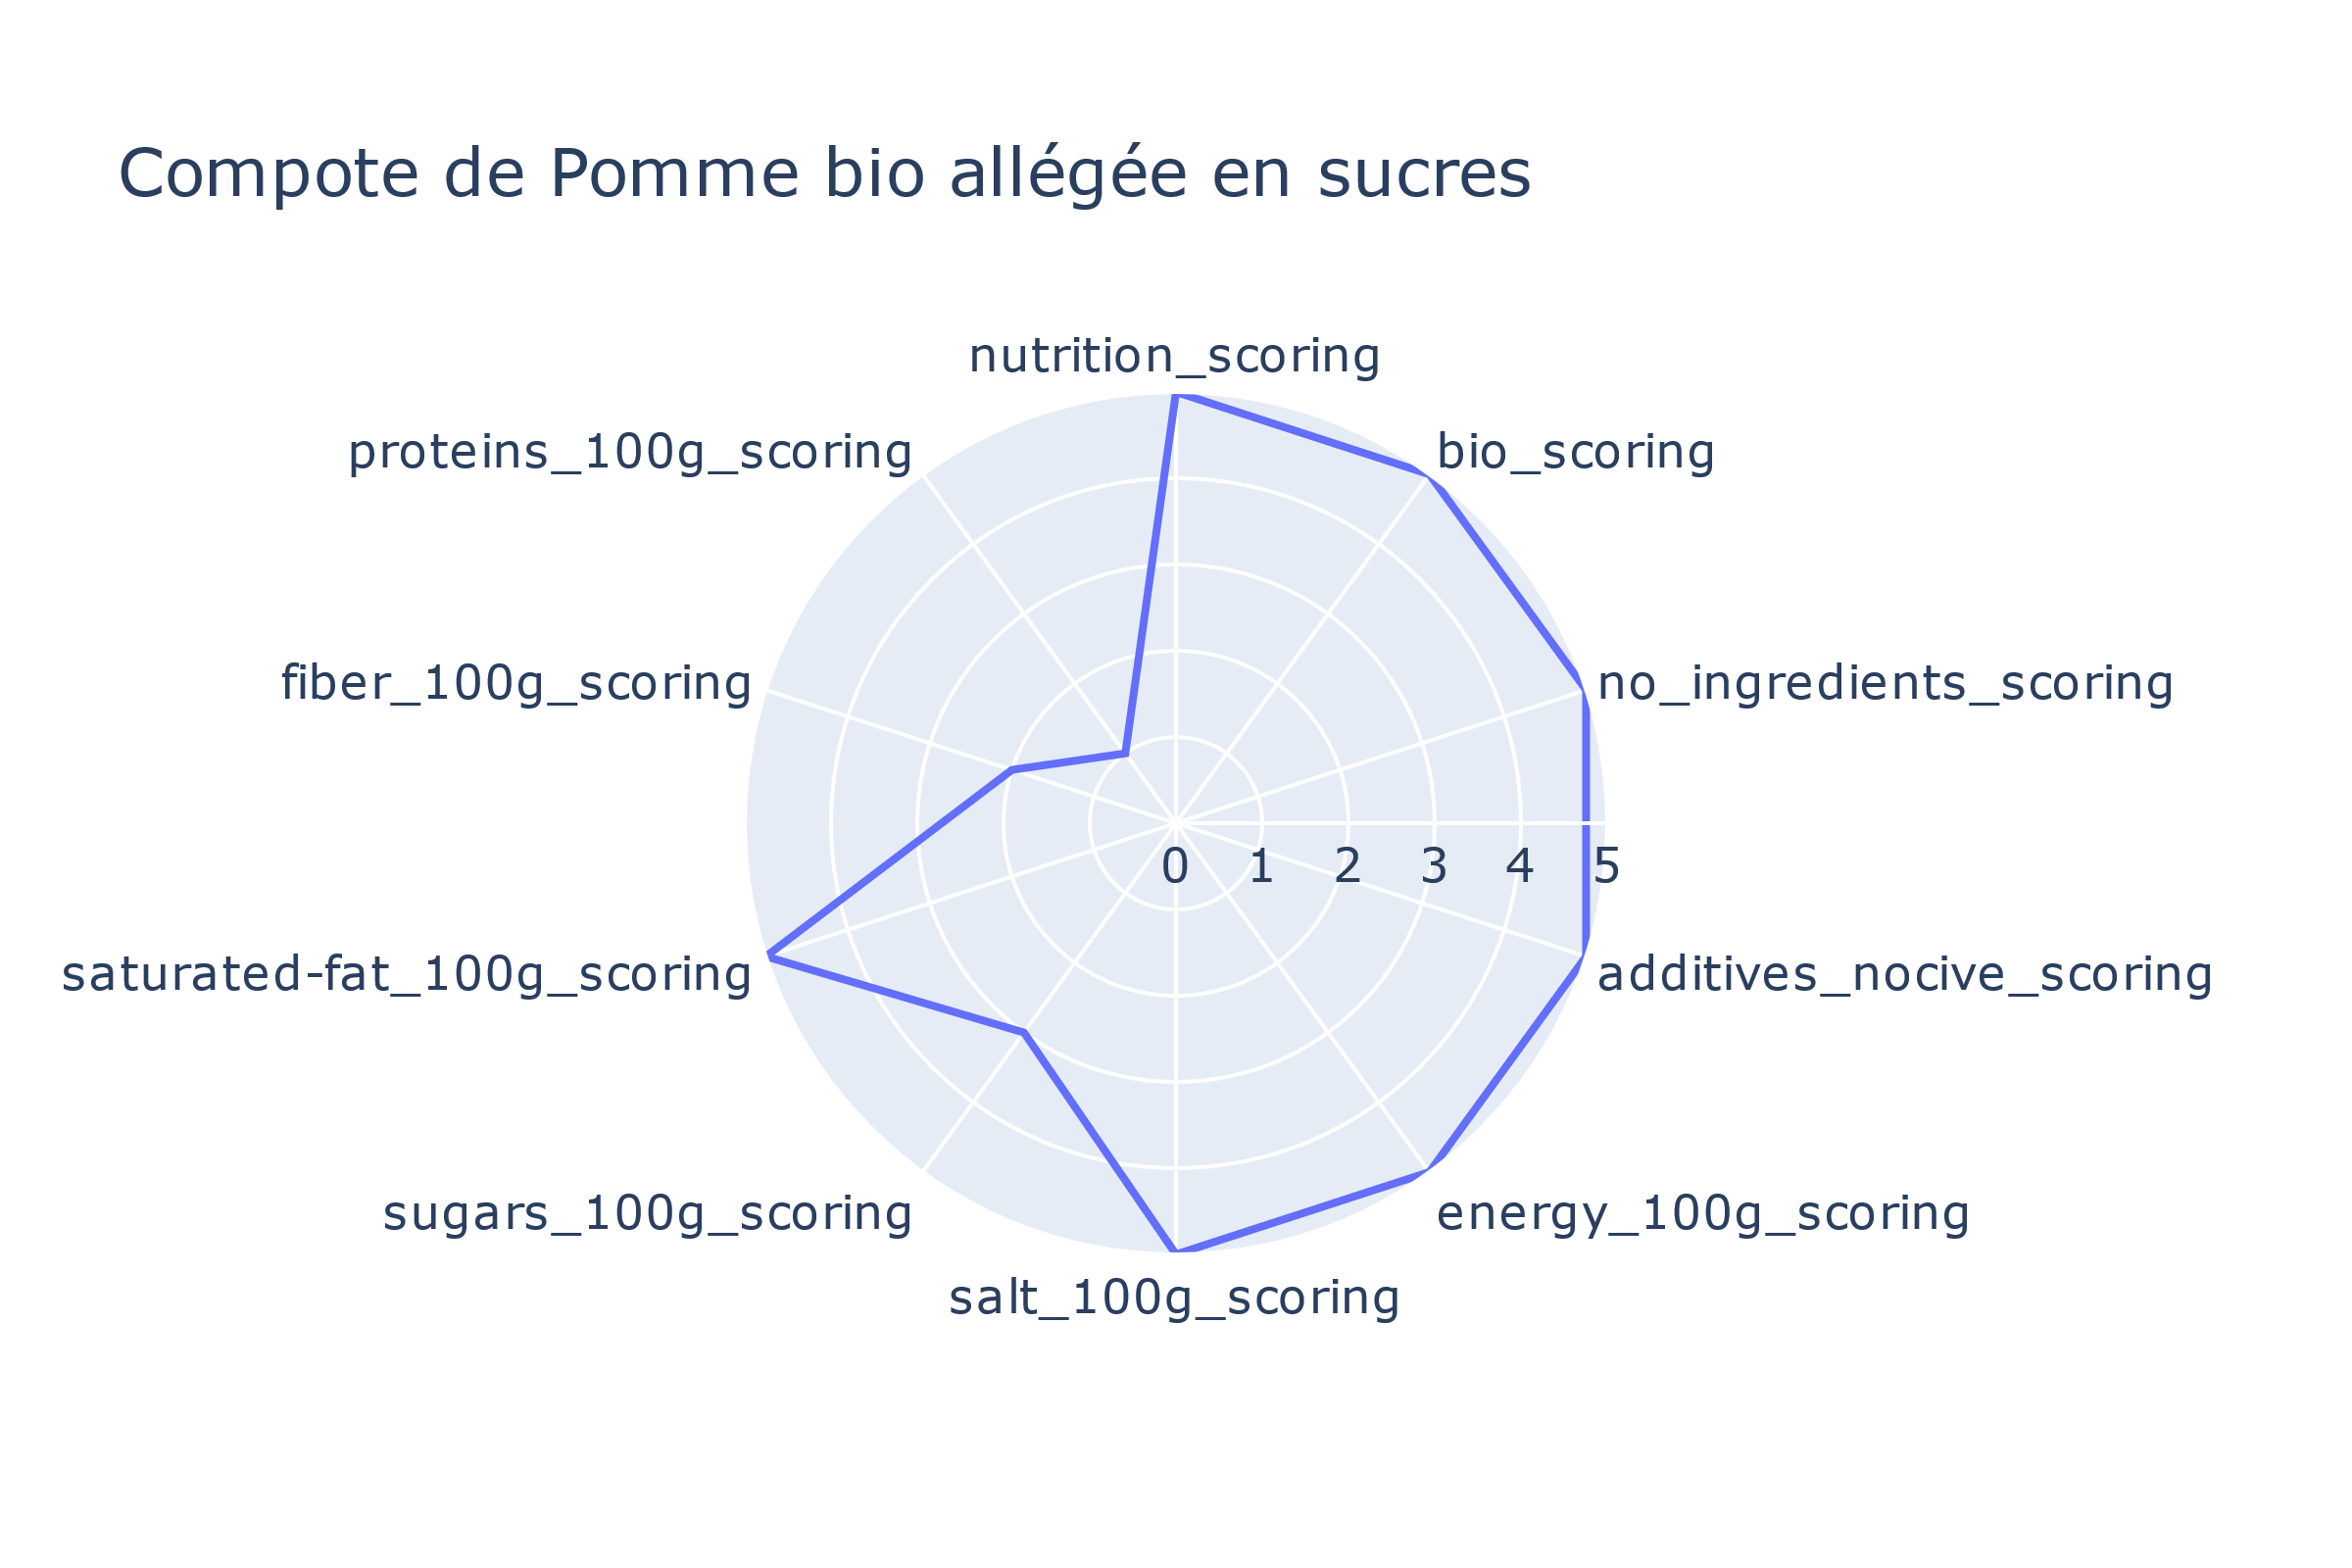 Compote de Pomme bio allégée en sucres
nutrition_scoring
proteins_100g_scoring
bio_scoring
fiber_100g_scoring
no_ingredients_scoring
0 1 2 3 4 5
saturated-fat_100g_scoring
additives_nocive_scoring
sugars_100g_scoring
energy_100g_scoring
salt_100g_scoring